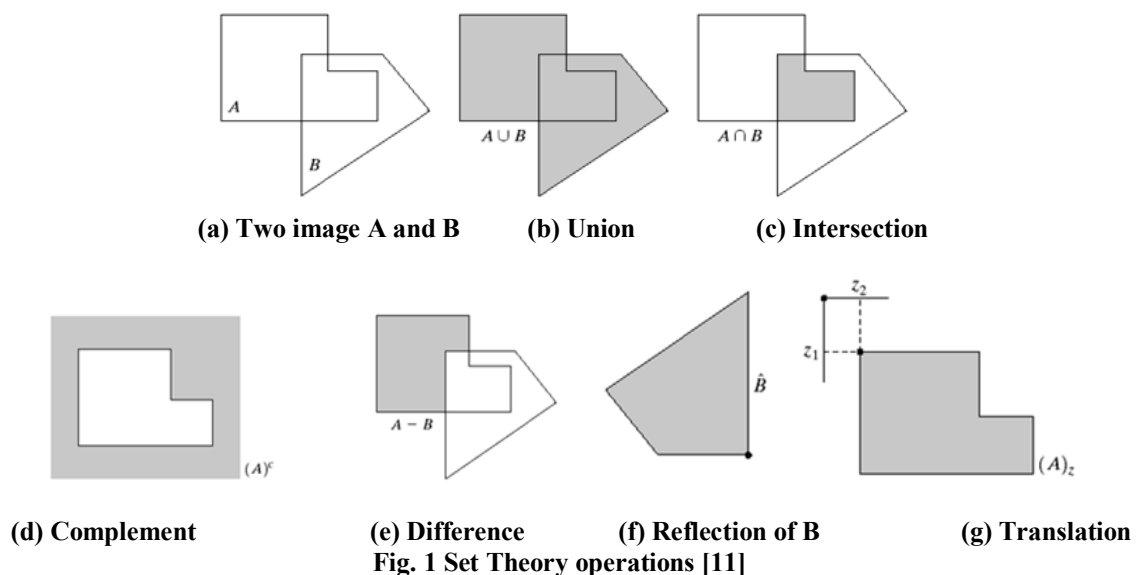 A
B
A ∪ B
A ∩ B
(a) Two image A and B
(b) Union
(c) Intersection
(A)ᶜ
A − B
B̂
z₂
z₁
(A)z
(d) Complement
(e) Difference
(f) Reflection of B
(g) Translation
Fig. 1 Set Theory operations [11]